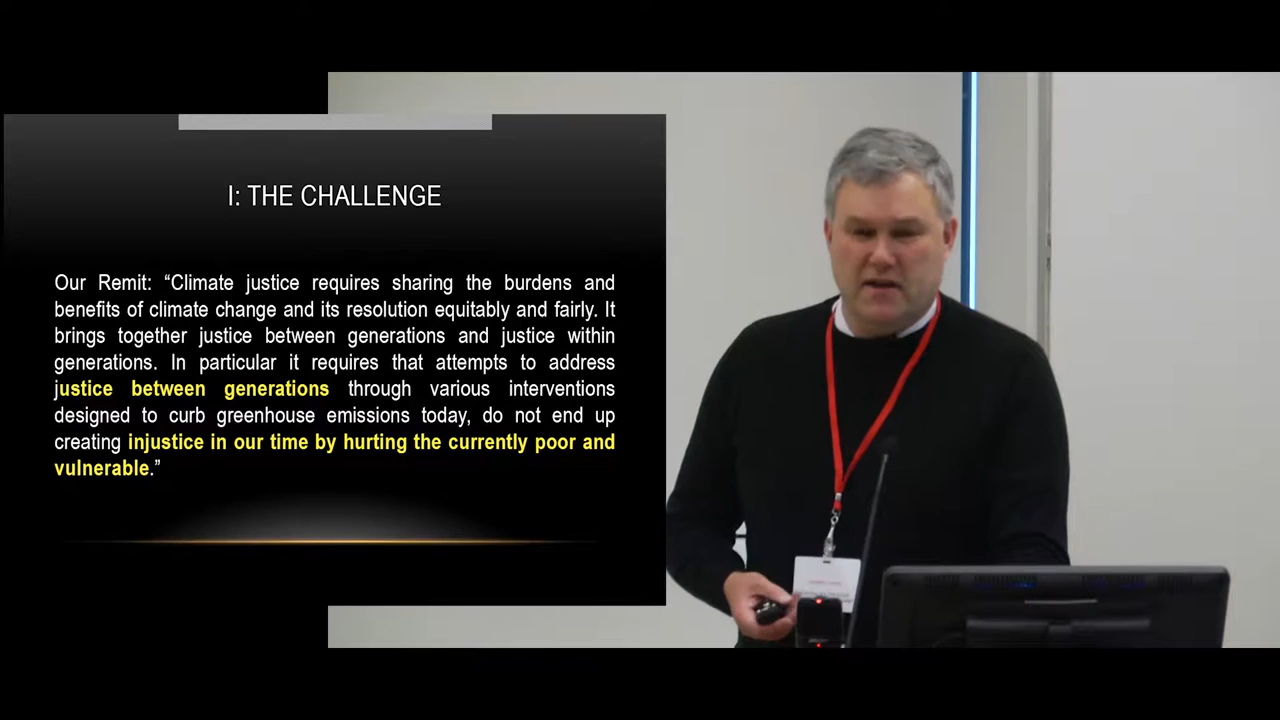 I: THE CHALLENGE
Our Remit: “Climate justice requires sharing the burdens and
benefits of climate change and its resolution equitably and fairly. It
brings together justice between generations and justice within
generations. In particular it requires that attempts to address
justice between generations through various interventions
designed to curb greenhouse emissions today, do not end up
creating injustice in our time by hurting the currently poor and
vulnerable.”